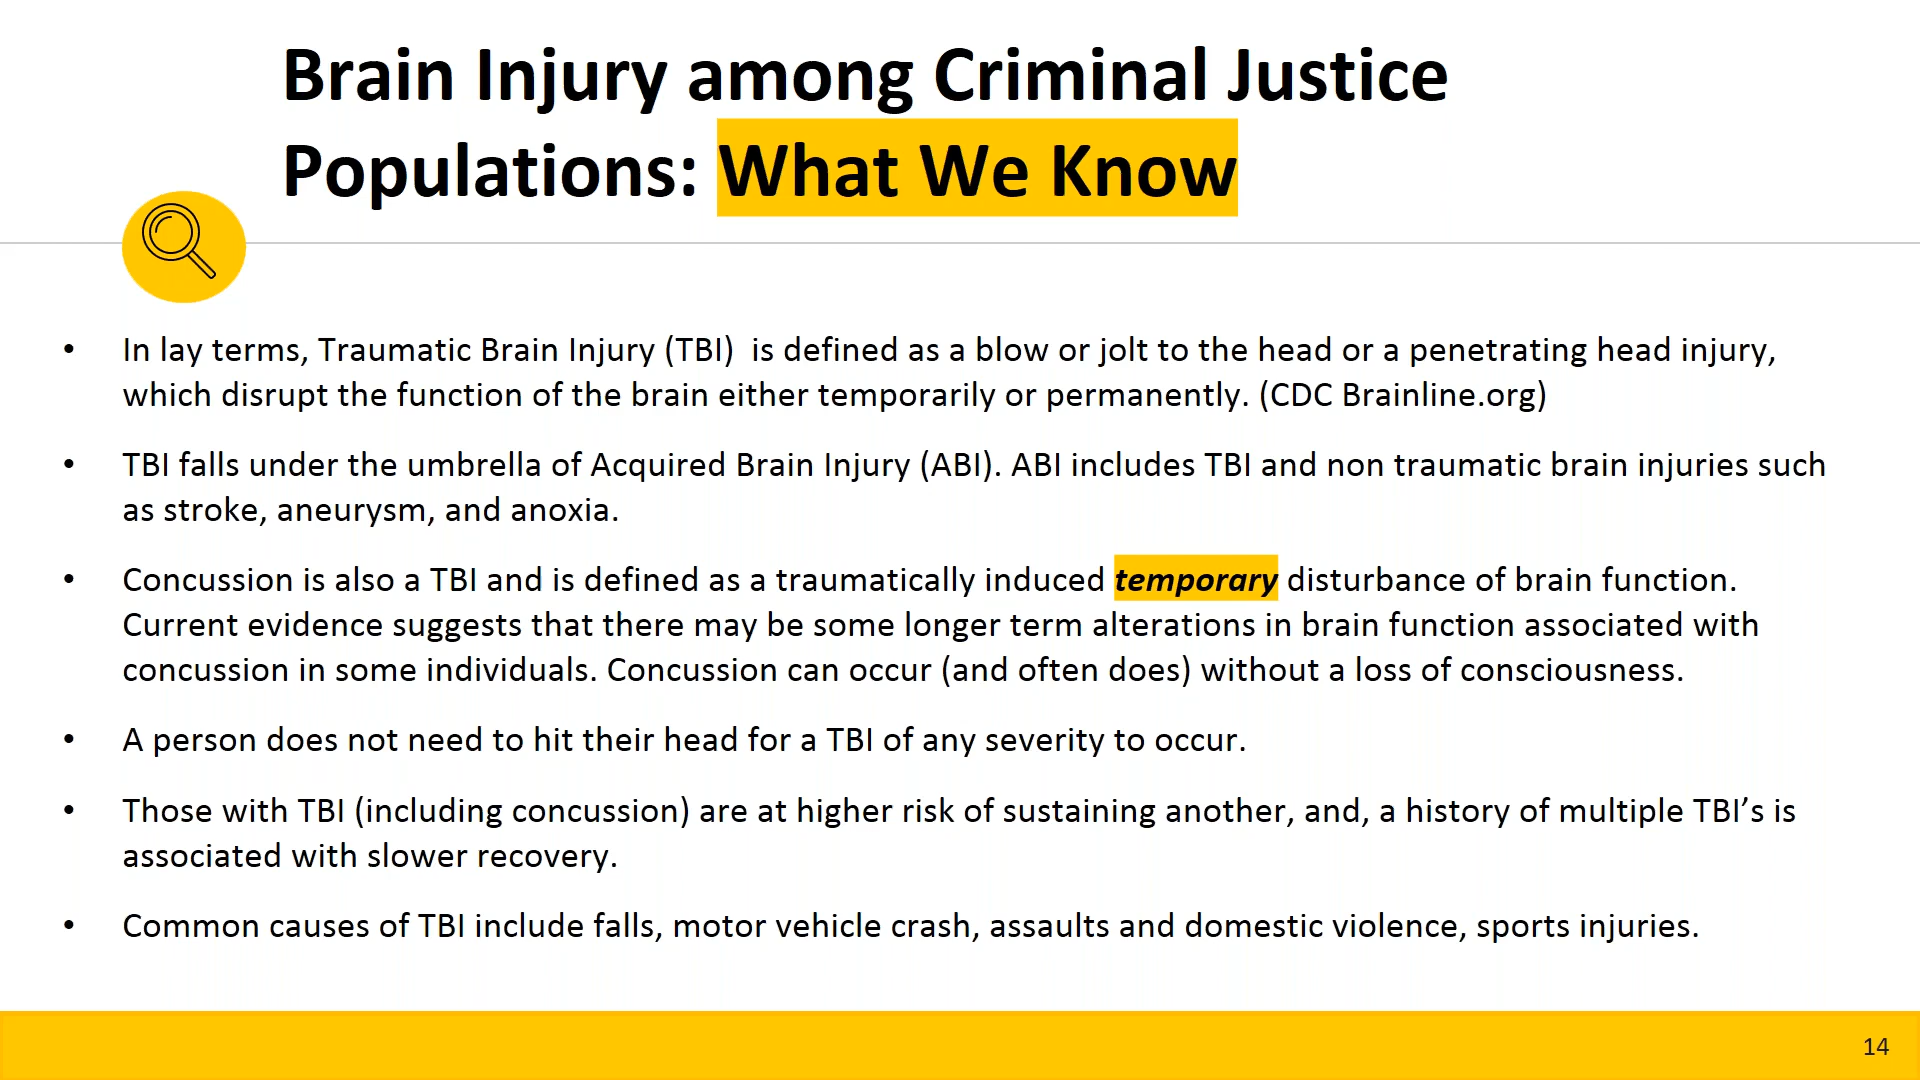 Brain Injury among Criminal Justice
Populations: What We Know
• In lay terms, Traumatic Brain Injury (TBI)  is defined as a blow or jolt to the head or a penetrating head injury,
which disrupt the function of the brain either temporarily or permanently. (CDC Brainline.org)
• TBI falls under the umbrella of Acquired Brain Injury (ABI). ABI includes TBI and non traumatic brain injuries such
as stroke, aneurysm, and anoxia.
• Concussion is also a TBI and is defined as a traumatically induced temporary disturbance of brain function.
Current evidence suggests that there may be some longer term alterations in brain function associated with
concussion in some individuals. Concussion can occur (and often does) without a loss of consciousness.
• A person does not need to hit their head for a TBI of any severity to occur.
• Those with TBI (including concussion) are at higher risk of sustaining another, and, a history of multiple TBI’s is
associated with slower recovery.
• Common causes of TBI include falls, motor vehicle crash, assaults and domestic violence, sports injuries.
14